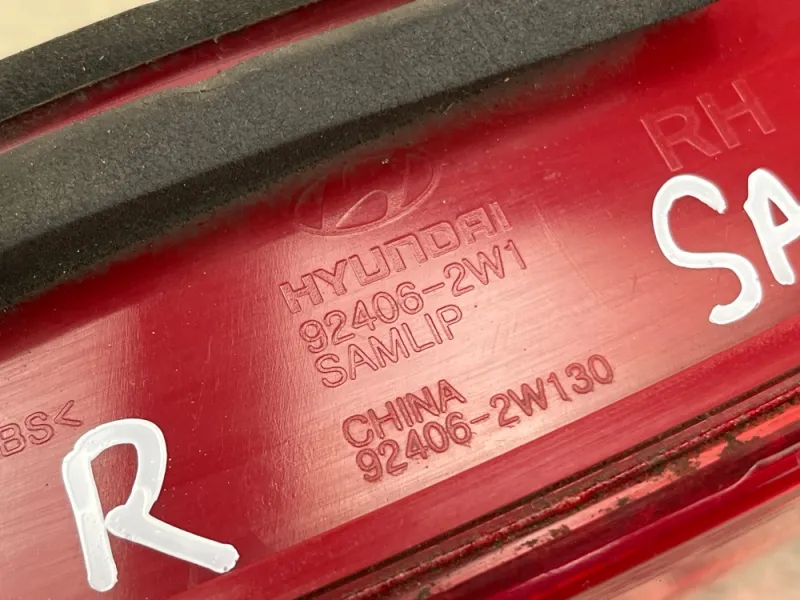 RH
SA
HYUNDAI
92406-2W1
SAMLIP
CHINA
92406-2W130
BS<
R